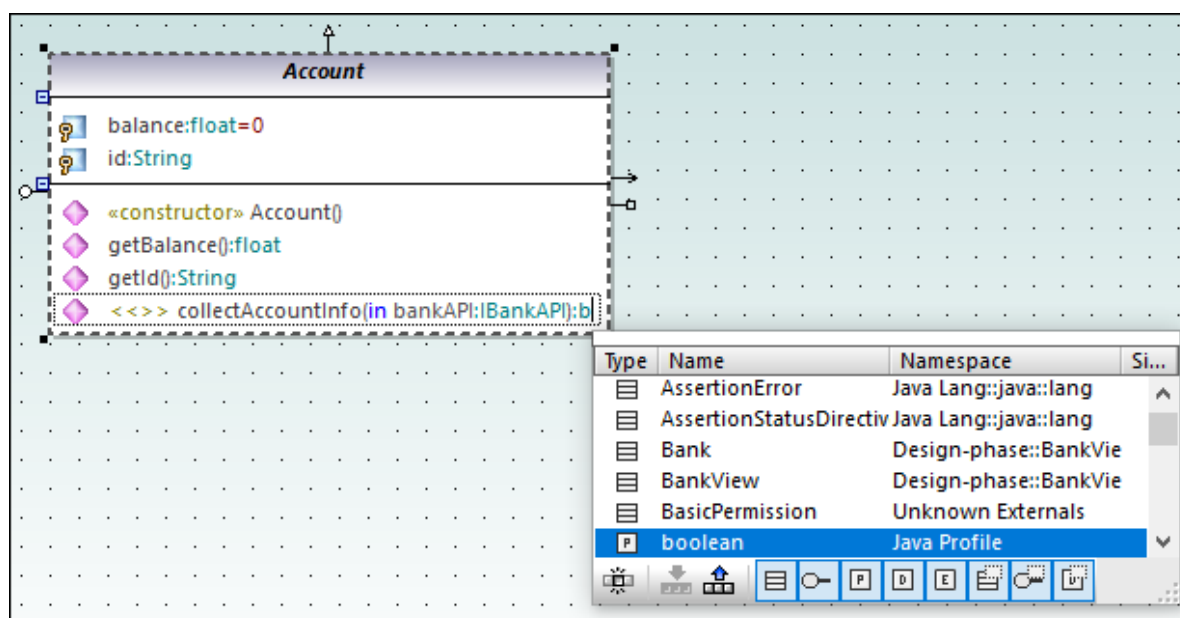 Account
balance:float=0
id:String
«constructor» Account()
getBalance():float
getId():String
<<>> collectAccountInfo(in bankAPI:IBankAPI):b
Type Name Namespace Si...
AssertionError Java Lang::java::lang
AssertionStatusDirectiv Java Lang::java::lang
Bank Design-phase::BankVie
BankView Design-phase::BankVie
BasicPermission Unknown Externals
P boolean Java Profile
P D E